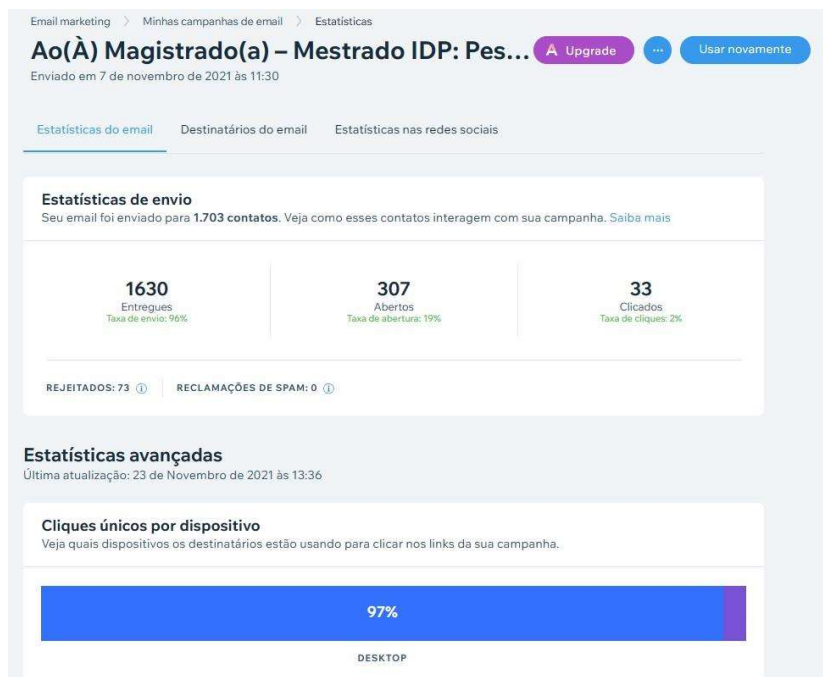 Email marketing > Minhas campanhas de email > Estatísticas
Ao(À) Magistrado(a) – Mestrado IDP: Pes... Upgrade ... Usar novamente
Enviado em 7 de novembro de 2021 às 11:30
Estatísticas do email Destinatários do email Estatísticas nas redes sociais
Estatísticas de envio
Seu email foi enviado para 1.703 contatos. Veja como esses contatos interagem com sua campanha. Saiba mais
1630 307 33
Entregues Abertos Clicados
Taxa de envio: 96% Taxa de abertura: 19% Taxa de cliques: 2%
REJEITADOS: 73 RECLAMAÇÕES DE SPAM: 0
Estatísticas avançadas
Última atualização: 23 de Novembro de 2021 às 13:36
Cliques únicos por dispositivo
Veja quais dispositivos os destinatários estão usando para clicar nos links da sua campanha.
97%
DESKTOP